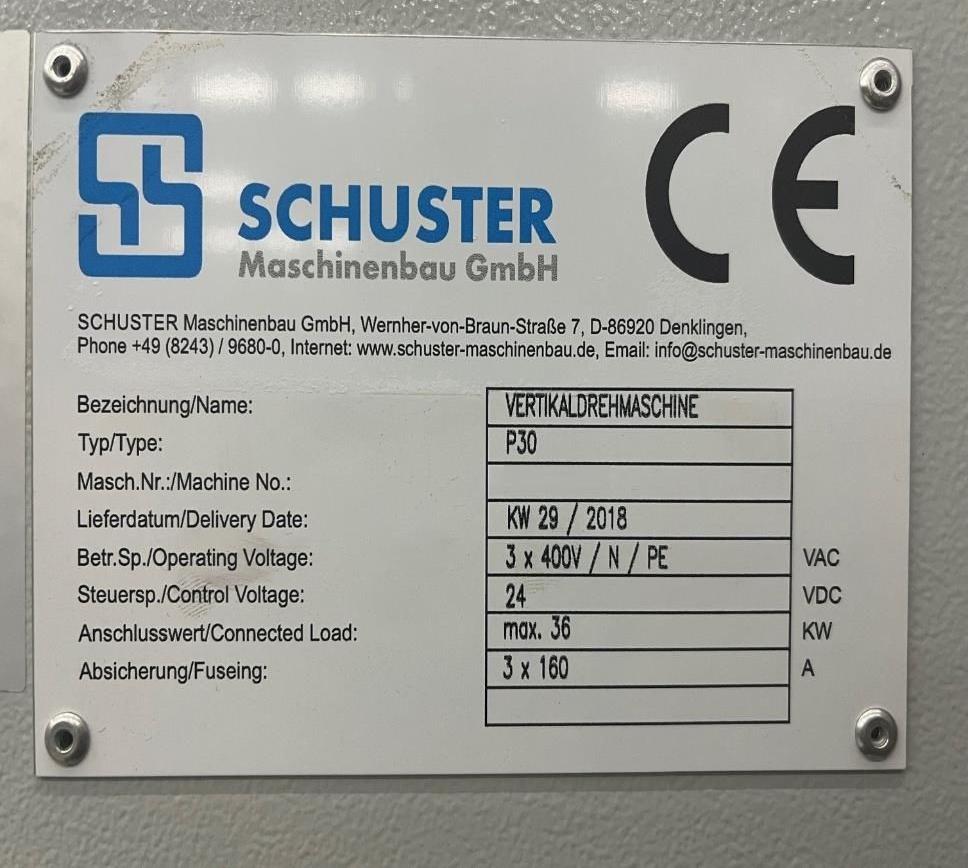 SCHUSTER
Maschinenbau GmbH
CE
SCHUSTER Maschinenbau GmbH, Wernher-von-Braun-Straße 7, D-86920 Denklingen,
Phone +49 (8243) / 9680-0, Internet: www.schuster-maschinenbau.de, Email: info@schuster-maschinenbau.de
Bezeichnung/Name: VERTIKALDREHMASCHINE
Typ/Type: P30
Masch.Nr.:/Machine No.:
Lieferdatum/Delivery Date: KW 29 / 2018
Betr.Sp./Operating Voltage: 3 x 400V / N / PE VAC
Steuersp./Control Voltage: 24 VDC
Anschlusswert/Connected Load: max. 36 KW
Absicherung/Fuseing: 3 x 160 A